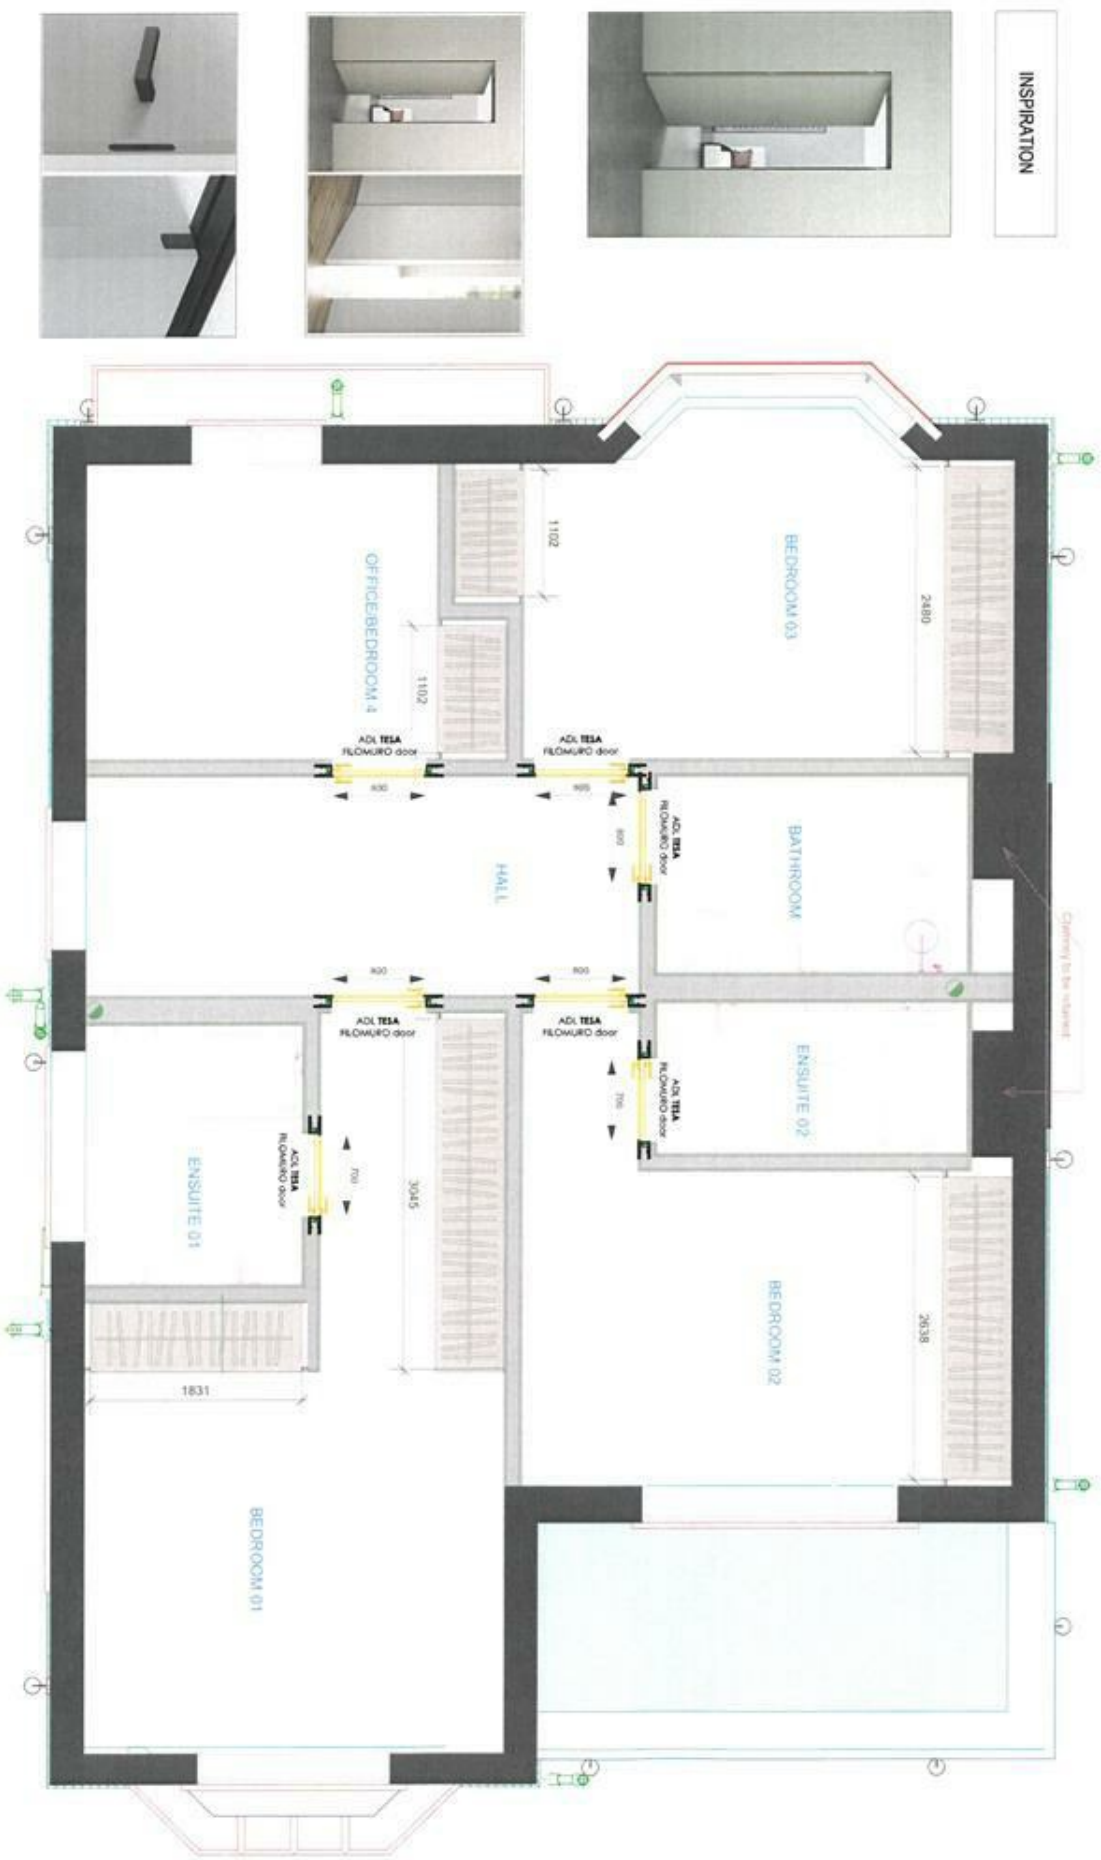 INSPIRATION
Chimney to be retained
2480
2638
BEDROOM 03
BATHROOM
ENSUITE 02
BEDROOM 02
ADL TESA
FILOMURO door
ADL TESA
FILOMURO door
800
700
1102
ADL TESA
FILOMURO door
800
HALL
800
ADL TESA
FILOMURO door
1102
3045
OFFICE/BEDROOM 4
ADL TESA
FILOMURO door
800
800
ADL TESA
FILOMURO door
700
ADL TESA
FILOMURO door
BEDROOM 01
ENSUITE 01
1831